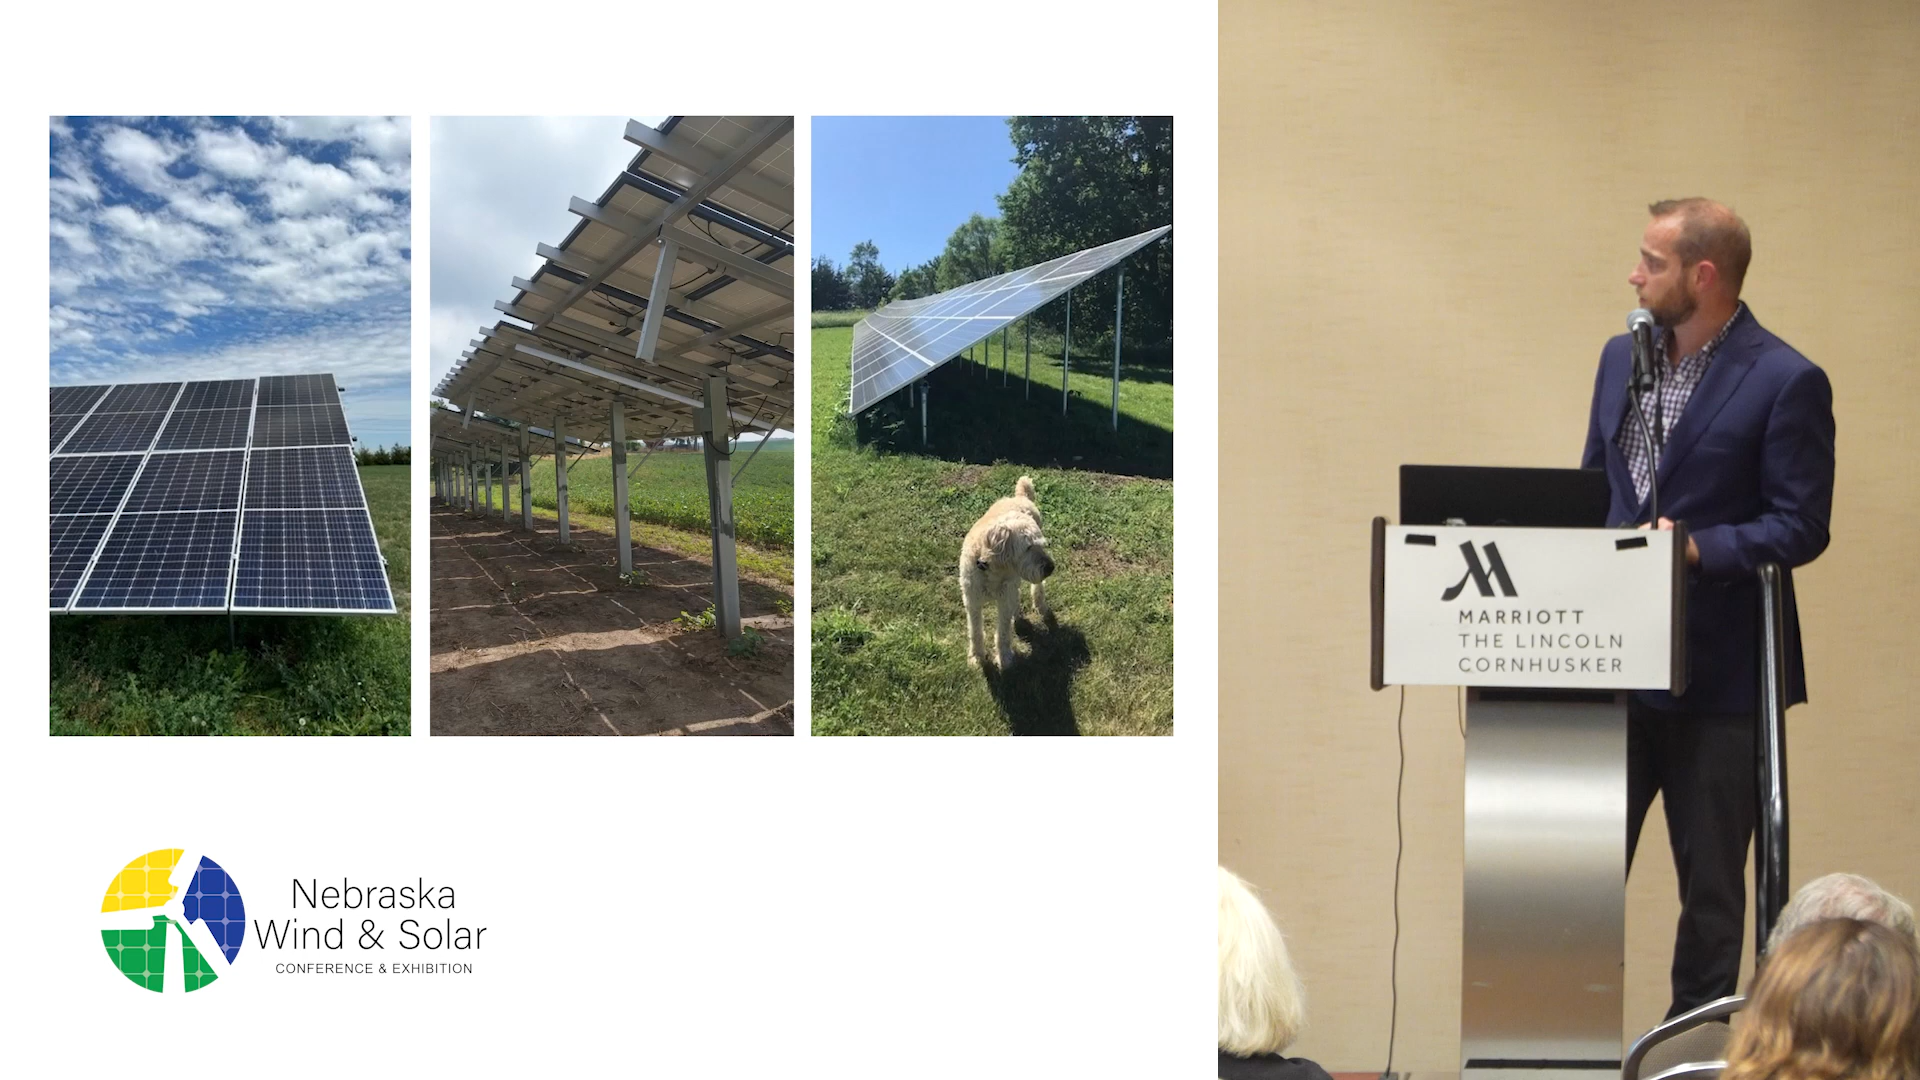 Nebraska
Wind & Solar
CONFERENCE & EXHIBITION
MARRIOTT
THE LINCOLN
CORNHUSKER